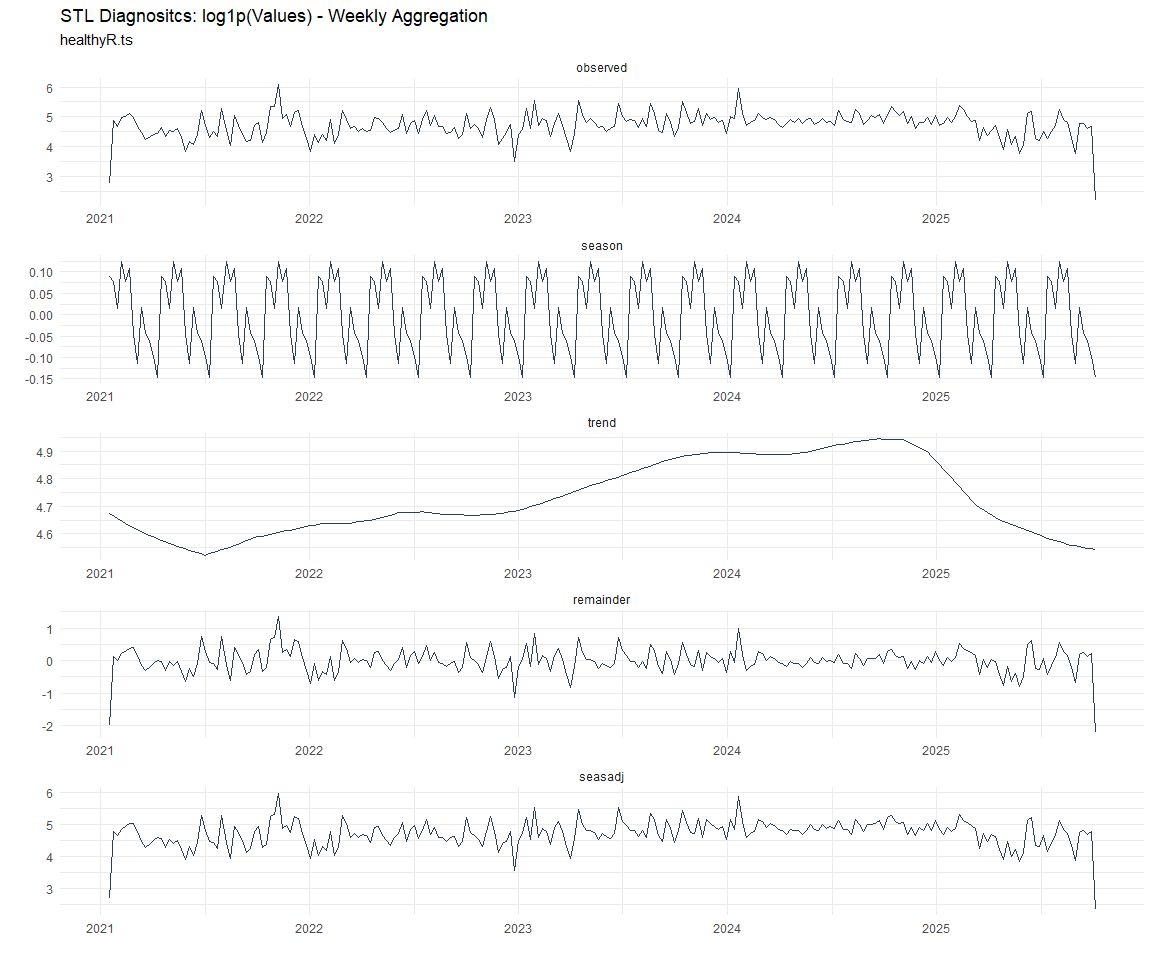 STL Diagnositcs: log1p(Values) - Weekly Aggregation
healthyR.ts
observed
6
5
4
3
2021 2022 2023 2024 2025
season
0.10
0.05
0.00
-0.05
-0.10
-0.15
2021 2022 2023 2024 2025
trend
4.9
4.8
4.7
4.6
2021 2022 2023 2024 2025
remainder
1
0
-1
-2
2021 2022 2023 2024 2025
seasadj
6
5
4
3
2021 2022 2023 2024 2025